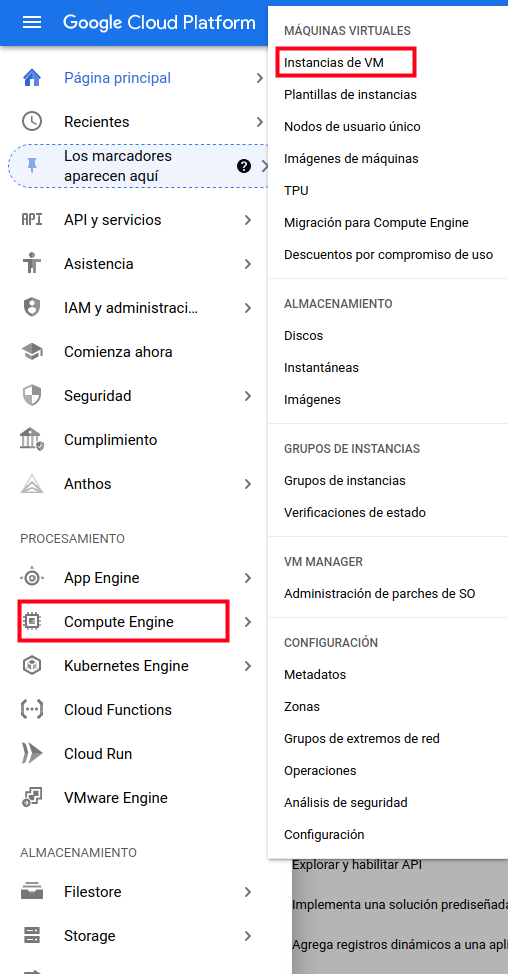 Google Cloud Platform
Página principal
Recientes
Los marcadores
aparecen aquí
?
API
API y servicios
Asistencia
IAM y administraci...
Comienza ahora
Seguridad
Cumplimiento
Anthos
PROCESAMIENTO
App Engine
Compute Engine
Kubernetes Engine
Cloud Functions
Cloud Run
VMware Engine
ALMACENAMIENTO
Filestore
Storage
MÁQUINAS VIRTUALES
Instancias de VM
Plantillas de instancias
Nodos de usuario único
Imágenes de máquinas
TPU
Migración para Compute Engine
Descuentos por compromiso de uso
ALMACENAMIENTO
Discos
Instantáneas
Imágenes
GRUPOS DE INSTANCIAS
Grupos de instancias
Verificaciones de estado
VM MANAGER
Administración de parches de SO
CONFIGURACIÓN
Metadatos
Zonas
Grupos de extremos de red
Operaciones
Análisis de seguridad
Configuración
Explorar y habilitar API
Implementa una solución prediseñada
Agrega registros dinámicos a una apli